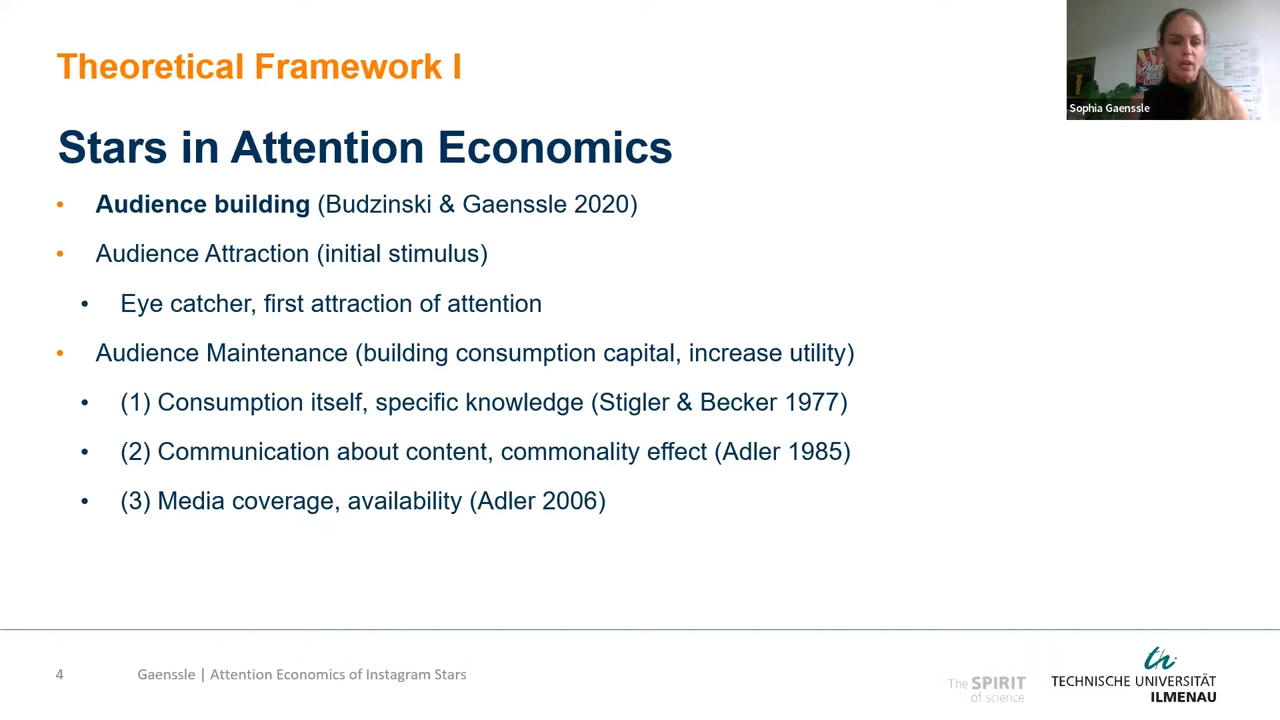 Theoretical Framework I
Sophia Gaenssle
Stars in Attention Economics
• Audience building (Budzinski & Gaenssle 2020)
• Audience Attraction (initial stimulus)
• Eye catcher, first attraction of attention
• Audience Maintenance (building consumption capital, increase utility)
• (1) Consumption itself, specific knowledge (Stigler & Becker 1977)
• (2) Communication about content, commonality effect (Adler 1985)
• (3) Media coverage, availability (Adler 2006)
4
Gaenssle | Attention Economics of Instagram Stars
The SPIRIT
of science
th
TECHNISCHE UNIVERSITÄT
ILMENAU